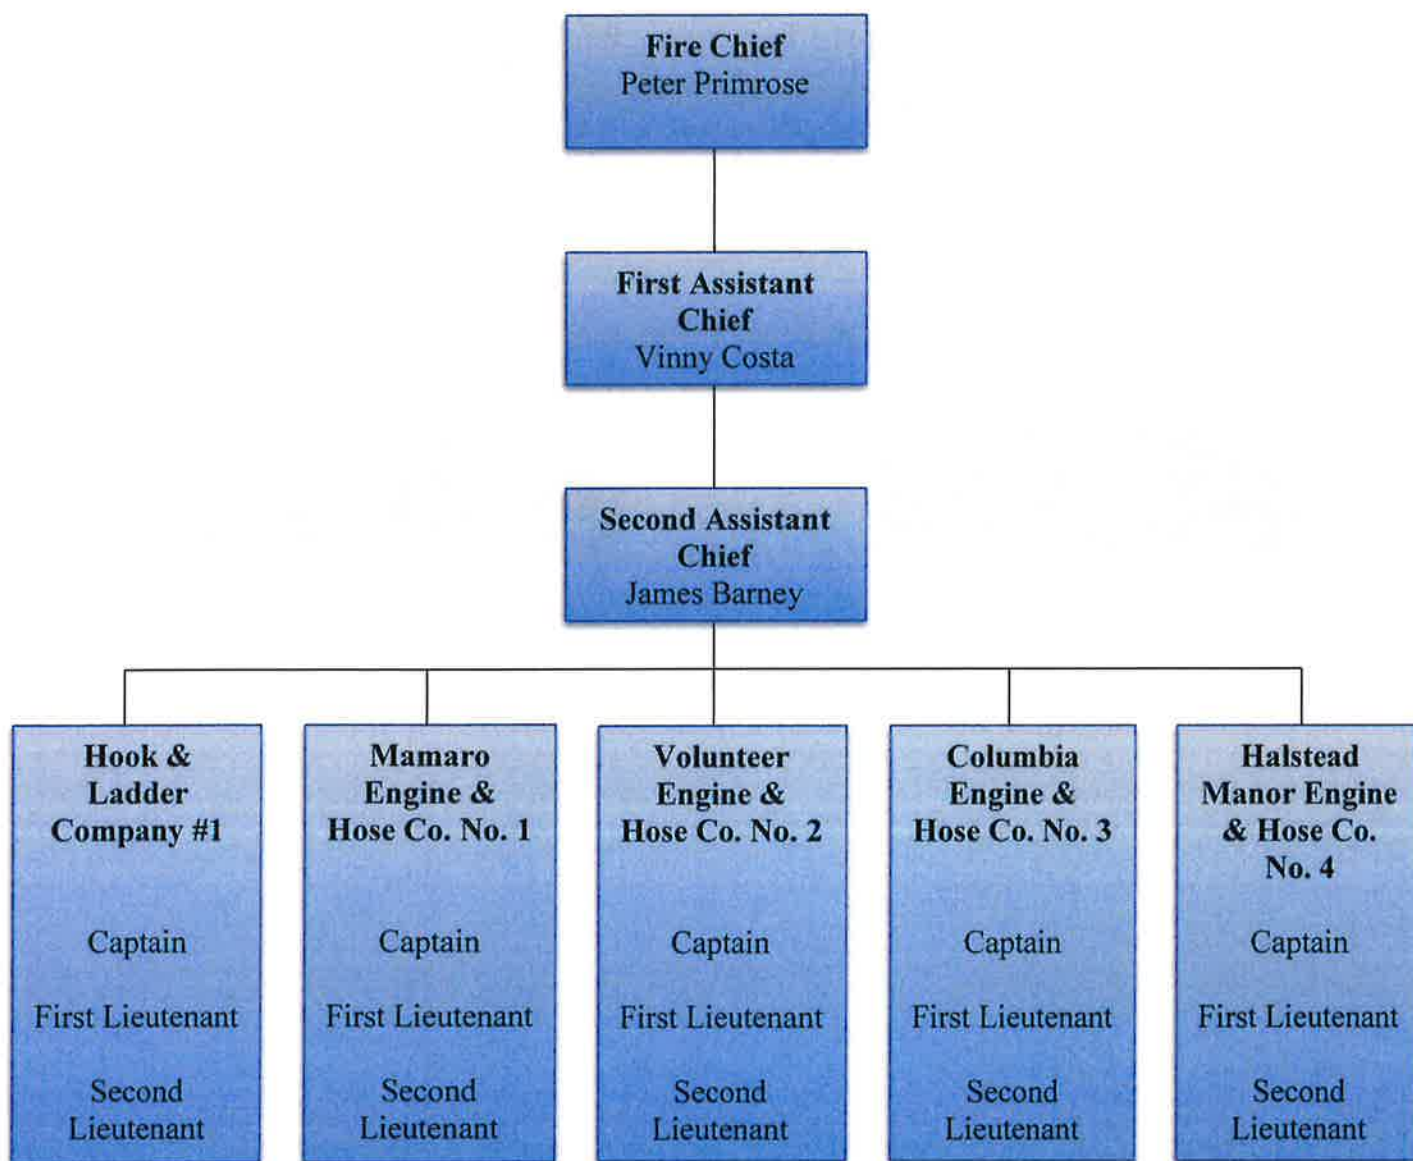 Fire Chief
Peter Primrose
First Assistant
Chief
Vinny Costa
Second Assistant
Chief
James Barney
Hook &
Ladder
Company #1
Captain
First Lieutenant
Second
Lieutenant
Mamaro
Engine &
Hose Co. No. 1
Captain
First Lieutenant
Second
Lieutenant
Volunteer
Engine &
Hose Co. No. 2
Captain
First Lieutenant
Second
Lieutenant
Columbia
Engine &
Hose Co. No. 3
Captain
First Lieutenant
Second
Lieutenant
Halstead
Manor Engine
& Hose Co.
No. 4
Captain
First Lieutenant
Second
Lieutenant